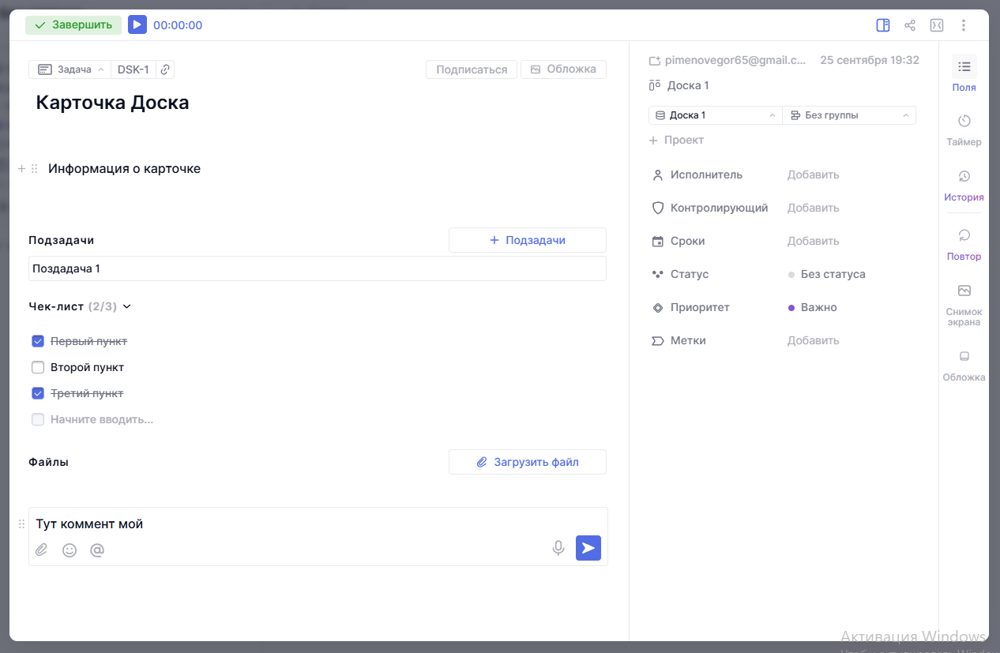 Завершить 00:00:00
Задача DSK-1 Подписаться Обложка
Карточка Доска
Информация о карточке
Подзадачи + Подзадачи
Поздадача 1
Чек-лист (2/3)
Первый пункт
Второй пункт
Третий пункт
Начните вводить...
Файлы Загрузить файл
Тут коммент мой
pimenovegor65@gmail.c... 25 сентября 19:32
Доска 1
Доска 1 Без группы
+ Проект
Исполнитель Добавить
Контролирующий Добавить
Сроки Добавить
Статус Без статуса
Приоритет Важно
Метки Добавить
Поля
Таймер
История
Повтор
Снимок
экрана
Обложка
Активация Windows